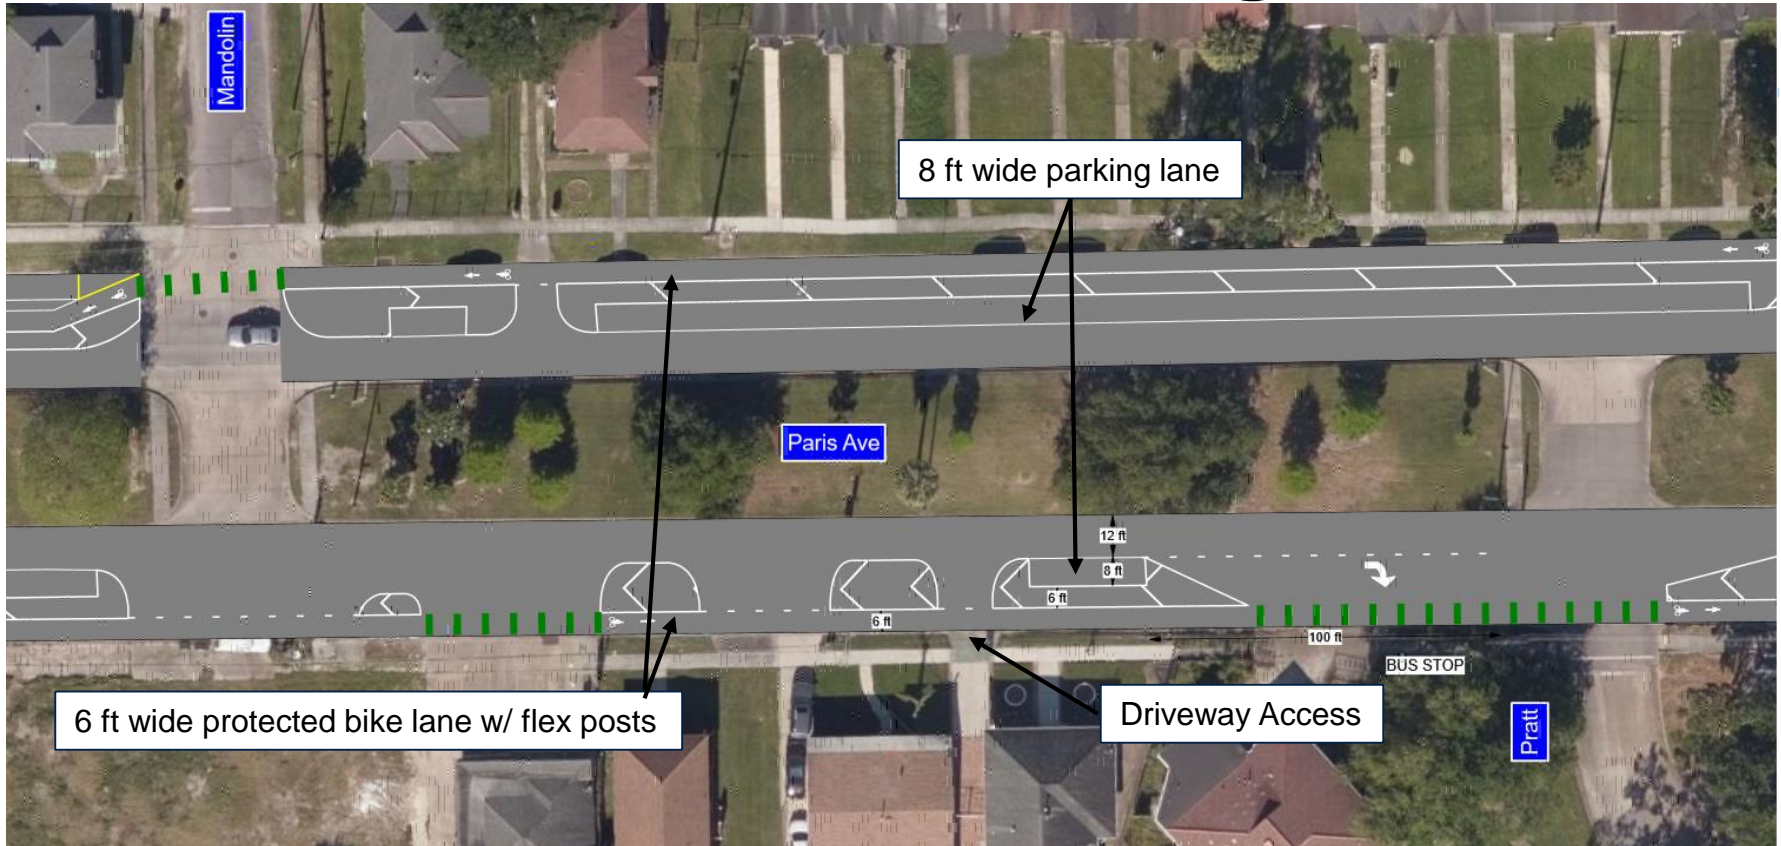 Mandolin
8 ft wide parking lane
Paris Ave
12 ft
8 ft
6 ft
6 ft
100 ft
BUS STOP
6 ft wide protected bike lane w/ flex posts
Driveway Access
Pratt